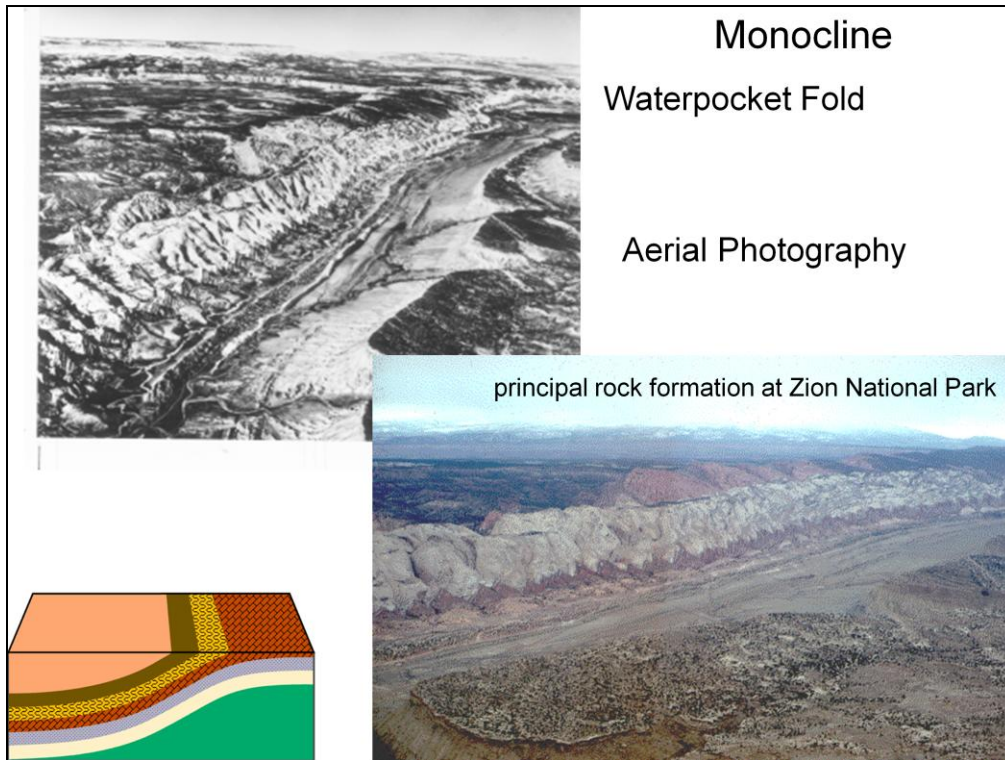 Monocline
Waterpocket Fold
Aerial Photography
principal rock formation at Zion National Park